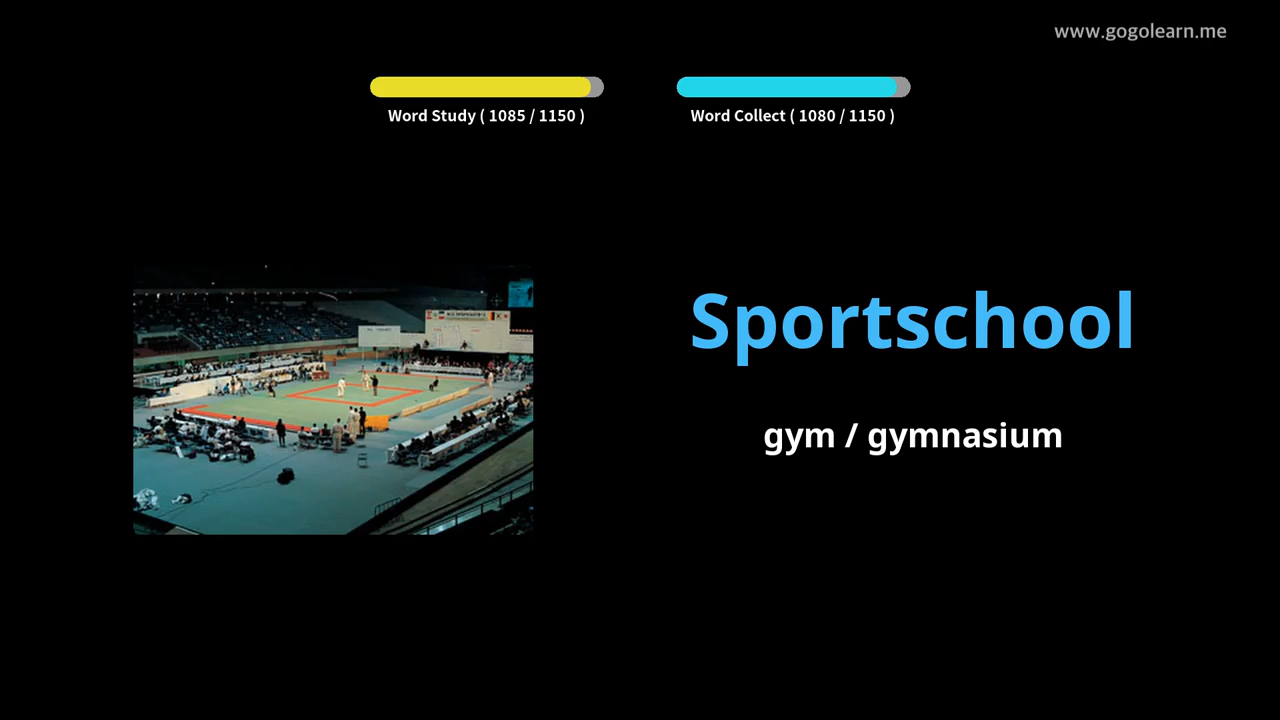 www.gogolearn.me
Word Study ( 1085 / 1150 )
Word Collect ( 1080 / 1150 )
Sportschool
gym / gymnasium